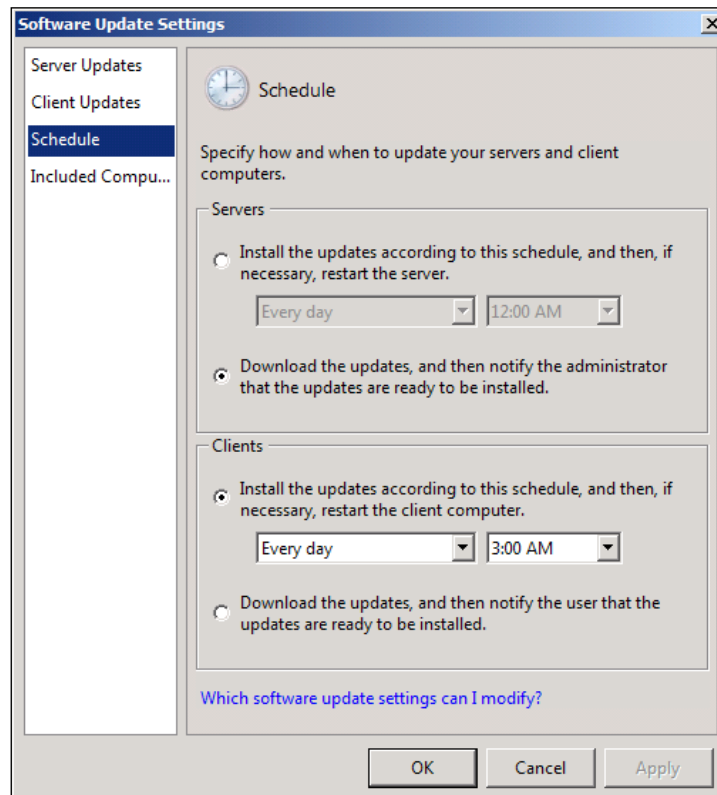 Software Update Settings
Server Updates
Client Updates
Schedule
Included Compu...
Schedule
Specify how and when to update your servers and client
computers.
Servers
Install the updates according to this schedule, and then, if
necessary, restart the server.
Every day
12:00 AM
Download the updates, and then notify the administrator
that the updates are ready to be installed.
Clients
Install the updates according to this schedule, and then, if
necessary, restart the client computer.
Every day
3:00 AM
Download the updates, and then notify the user that the
updates are ready to be installed.
Which software update settings can I modify?
OK
Cancel
Apply